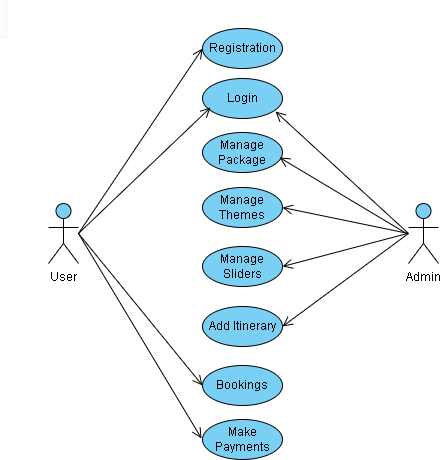 Registration
Login
Manage
Package
Manage
Themes
User
Admin
Manage
Sliders
Add Itinerary
Bookings
Make
Payments